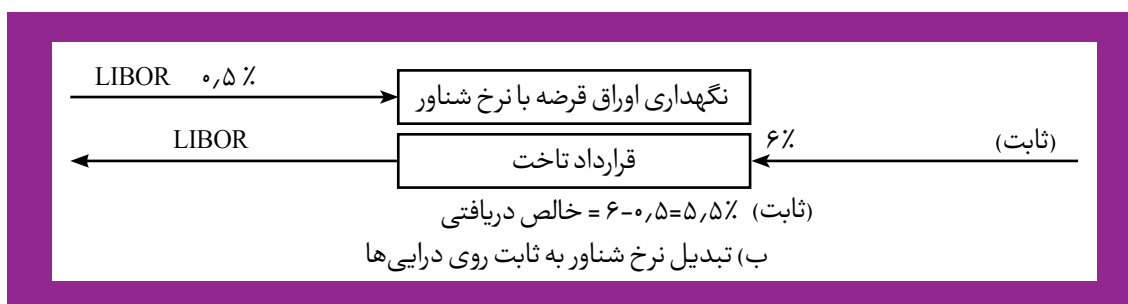 LIBOR ۰٫۵٪
نگهداری اوراق قرضه با نرخ شناور
LIBOR
قرارداد تاخت
۶٪
(ثابت)
(ثابت) ۶-۰٫۵=۵٫۵٪ = خالص دریافتی
ب) تبدیل نرخ شناور به ثابت روی درایی‌ها